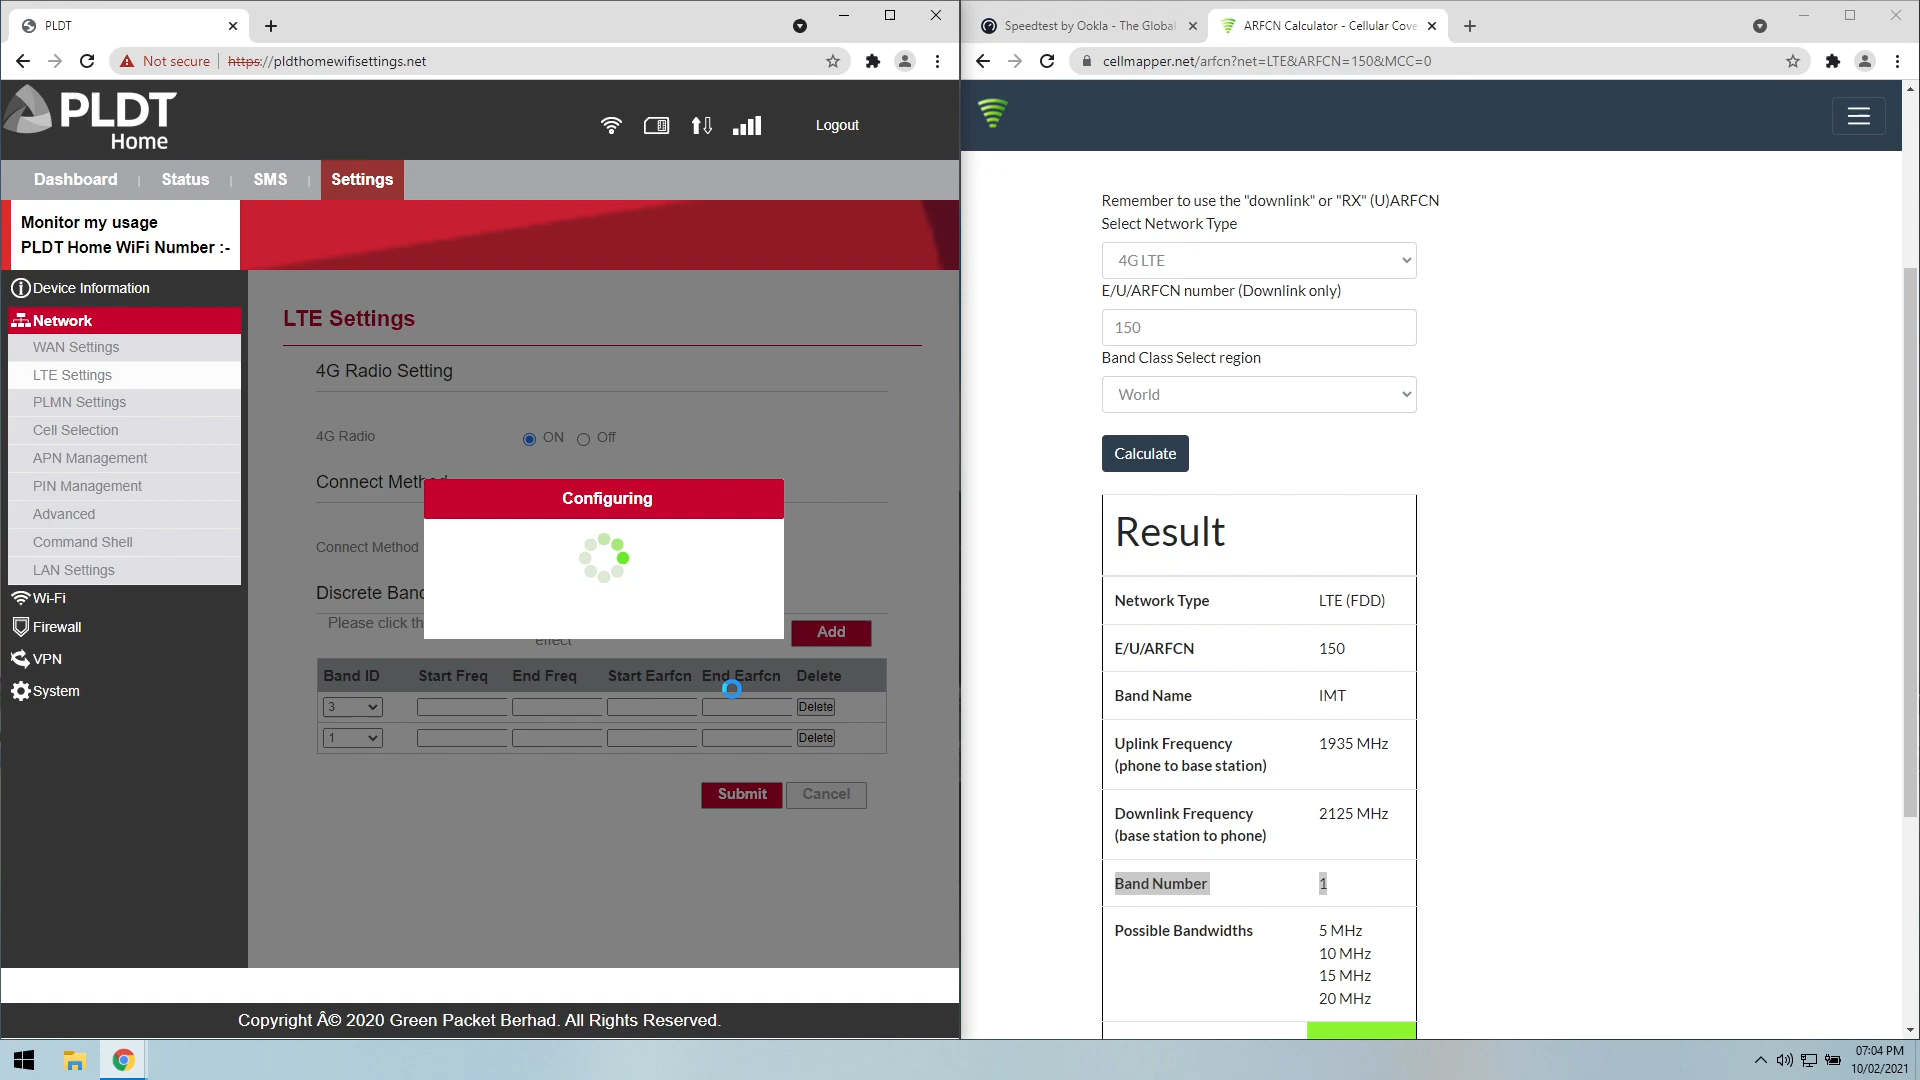 PLDT
Not secure
https://pldthomewifisettings.net
PLDT
Home
Logout
Dashboard
Status
SMS
Settings
Monitor my usage
PLDT Home WiFi Number :-
Device Information
Network
WAN Settings
LTE Settings
PLMN Settings
Cell Selection
APN Management
PIN Management
Advanced
Command Shell
LAN Settings
Wi-Fi
Firewall
VPN
System
LTE Settings
4G Radio Setting
4G Radio
ON
Off
Connect Method
Connect Method
Configuring
Discrete Band
Please click th
effect
Add
Band ID Start Freq End Freq Start Earfcn End Earfcn Delete
3 Delete
1 Delete
Submit
Cancel
Copyright Â© 2020 Green Packet Berhad. All Rights Reserved.
Speedtest by Ookla - The Global
ARFCN Calculator - Cellular Cove
cellmapper.net/arfcn?net=LTE&ARFCN=150&MCC=0
Remember to use the "downlink" or "RX" (U)ARFCN
Select Network Type
4G LTE
E/U/ARFCN number (Downlink only)
150
Band Class Select region
World
Calculate
Result
Network Type LTE (FDD)
E/U/ARFCN 150
Band Name IMT
Uplink Frequency 1935 MHz
(phone to base station)
Downlink Frequency 2125 MHz
(base station to phone)
Band Number 1
Possible Bandwidths 5 MHz
10 MHz
15 MHz
20 MHz
07:04 PM
10/02/2021